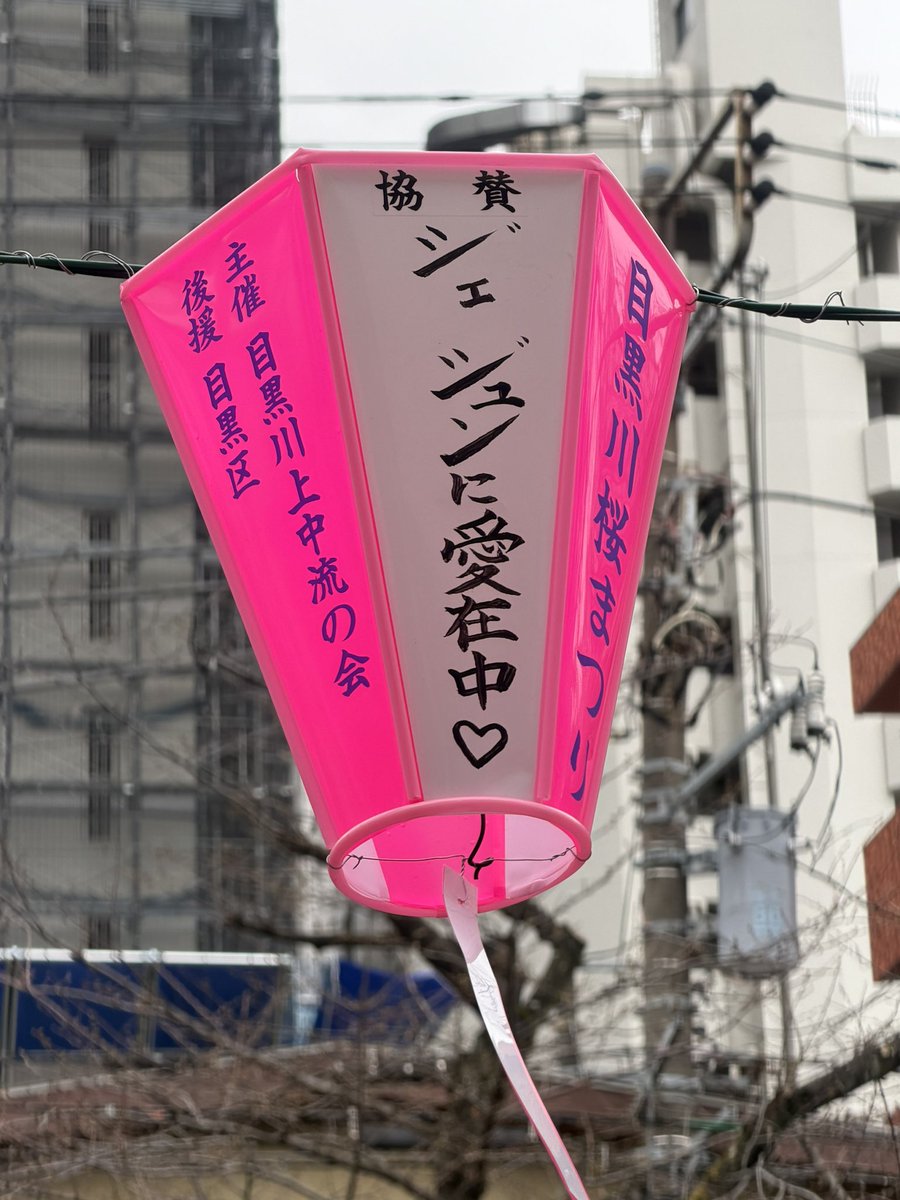 目黒川桜まつり
協賛
ジェジュンに愛在中♡
主催 目黒川上中流の会
後援 目黒区